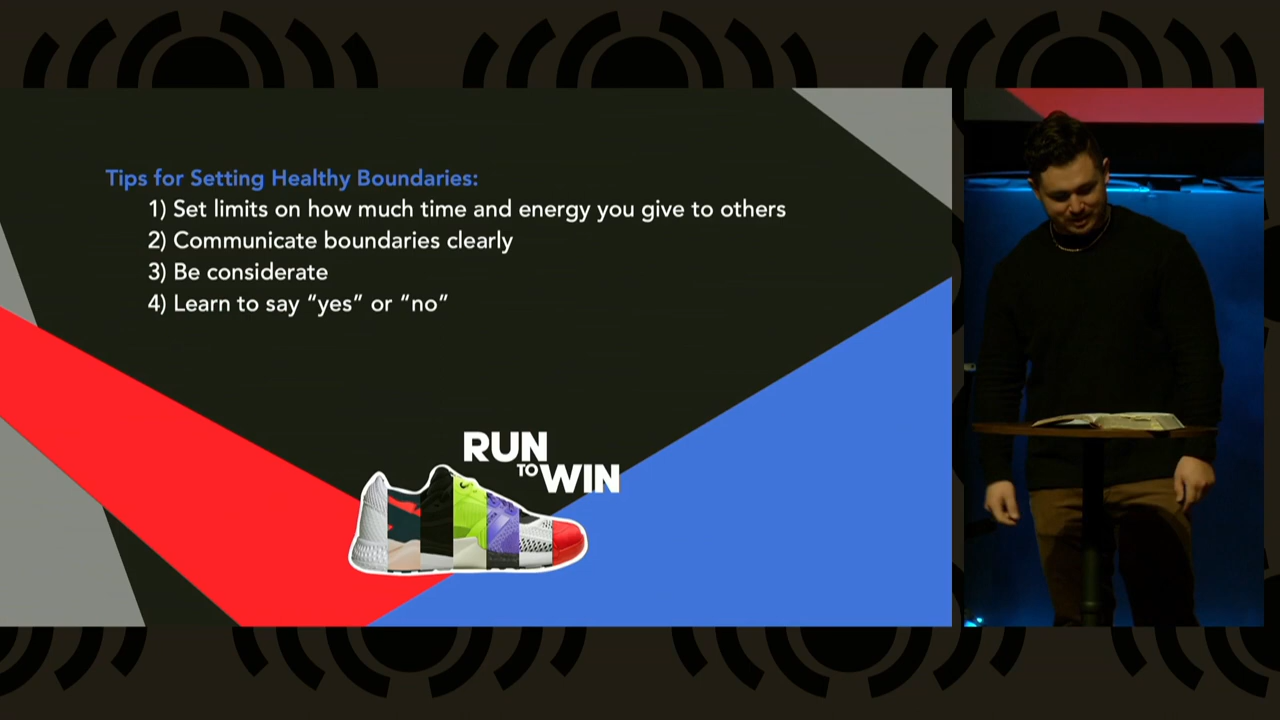 Tips for Setting Healthy Boundaries:
1) Set limits on how much time and energy you give to others
2) Communicate boundaries clearly
3) Be considerate
4) Learn to say “yes” or “no”
RUN
TO WIN